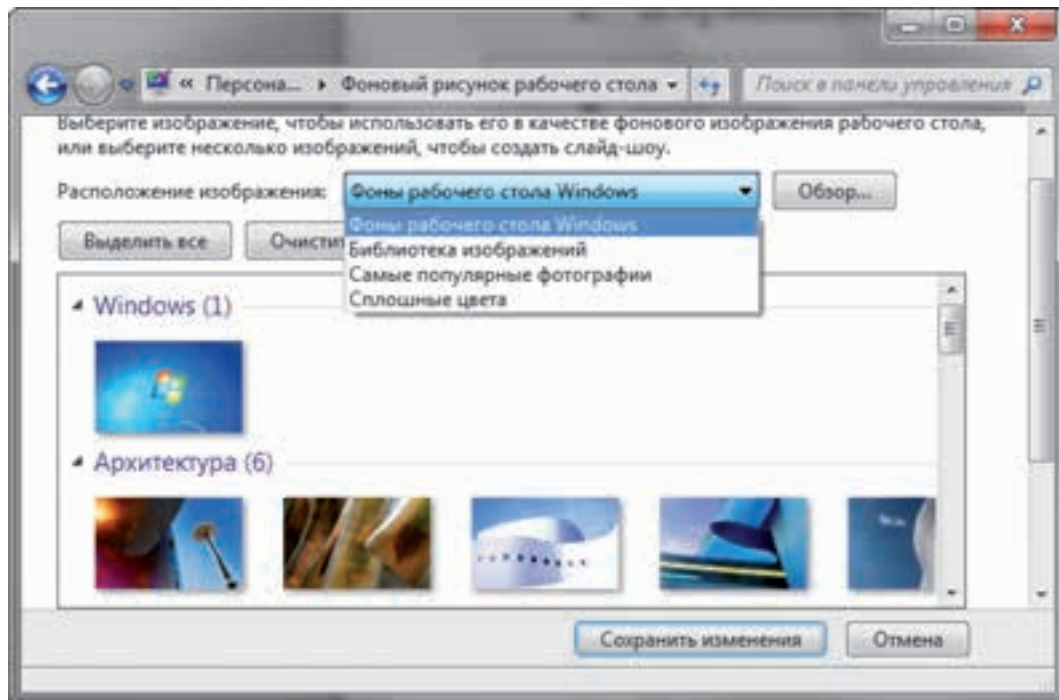 « Персона... Фоновый рисунок рабочего стола
Поиск в панели управления
Выберите изображение, чтобы использовать его в качестве фонового изображения рабочего стола,
или выберите несколько изображений, чтобы создать слайд-шоу.
Расположение изображения: Фоны рабочего стола Windows Обзор...
Фоны рабочего стола Windows
Выделить все Очистит
Библиотека изображений
Самые популярные фотографии
Сплошные цвета
Windows (1)
Архитектура (6)
Сохранить изменения Отмена